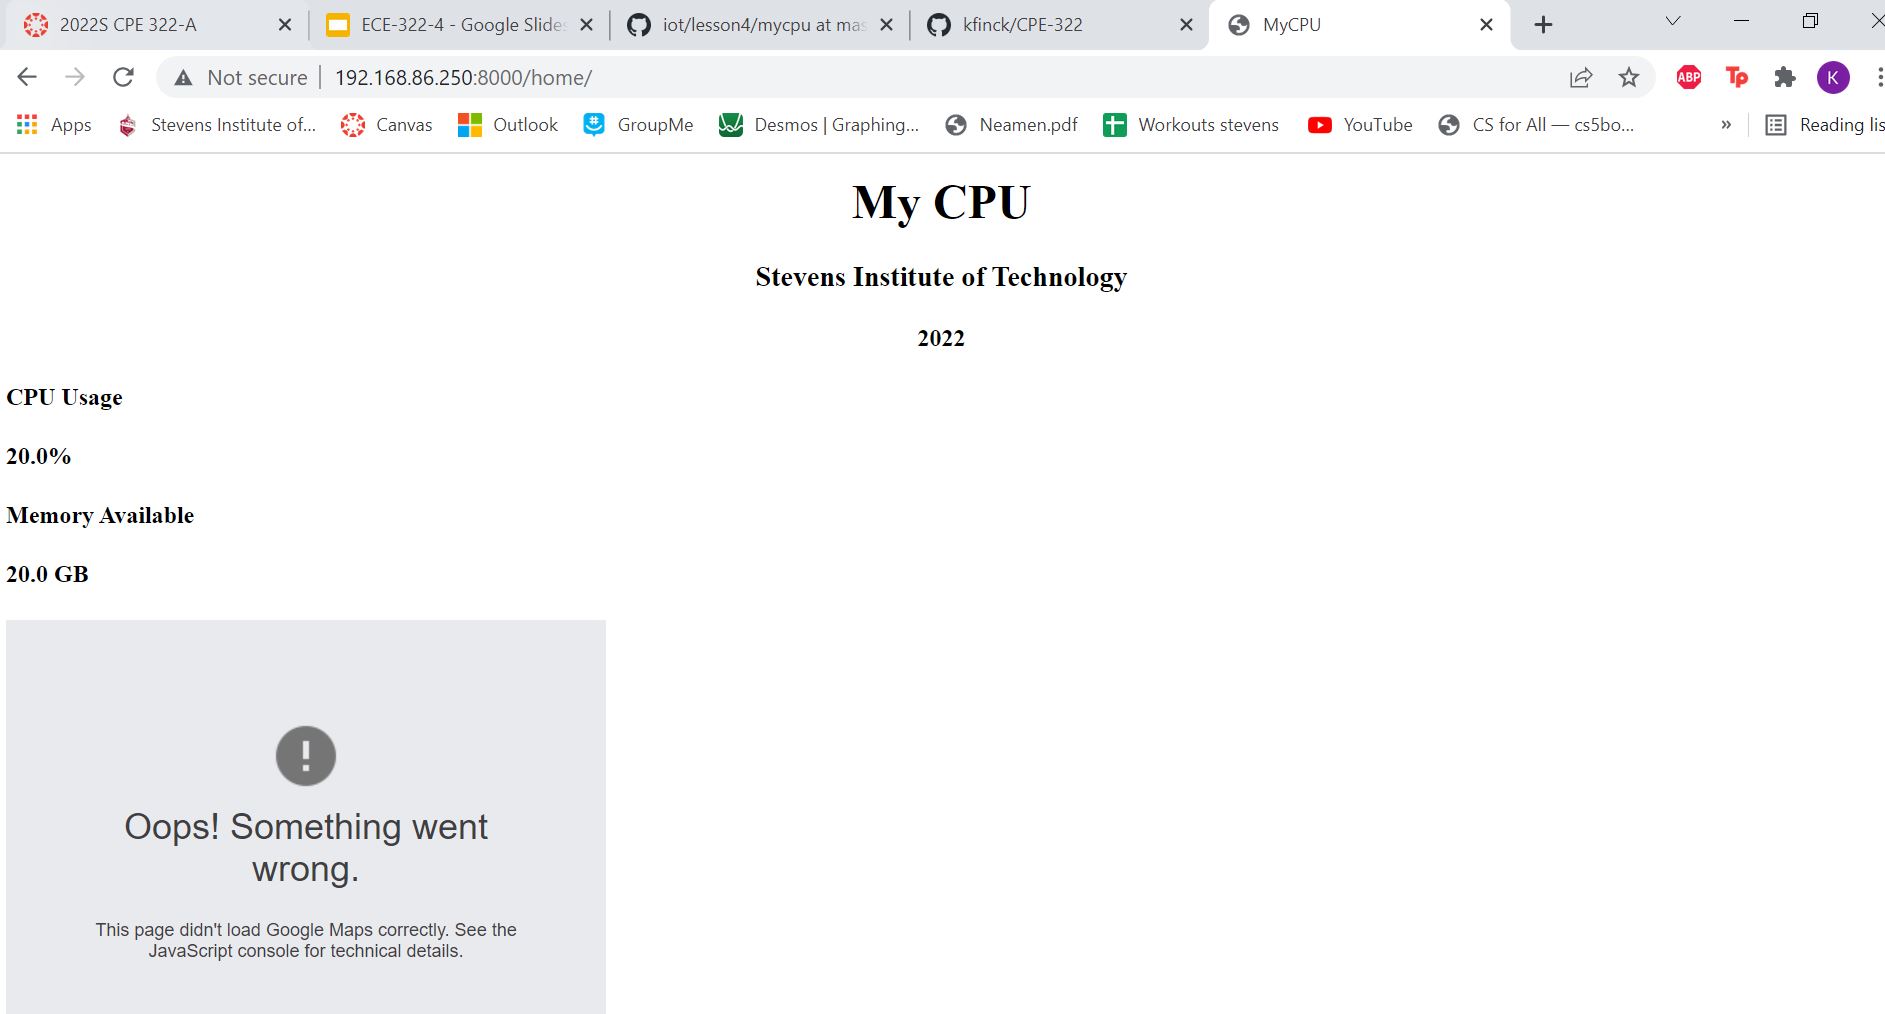 2022S CPE 322-A
ECE-322-4 - Google Slides
iot/lesson4/mycpu at mas
kfinck/CPE-322
MyCPU
Not secure 192.168.86.250:8000/home/
ABP
Tp
K
Apps
Stevens Institute of...
Canvas
Outlook
GroupMe
Desmos | Graphing...
Neamen.pdf
Workouts stevens
YouTube
CS for All — cs5bo...
»
Reading lis
My CPU
Stevens Institute of Technology
2022
CPU Usage
20.0%
Memory Available
20.0 GB
Oops! Something went
wrong.
This page didn't load Google Maps correctly. See the
JavaScript console for technical details.